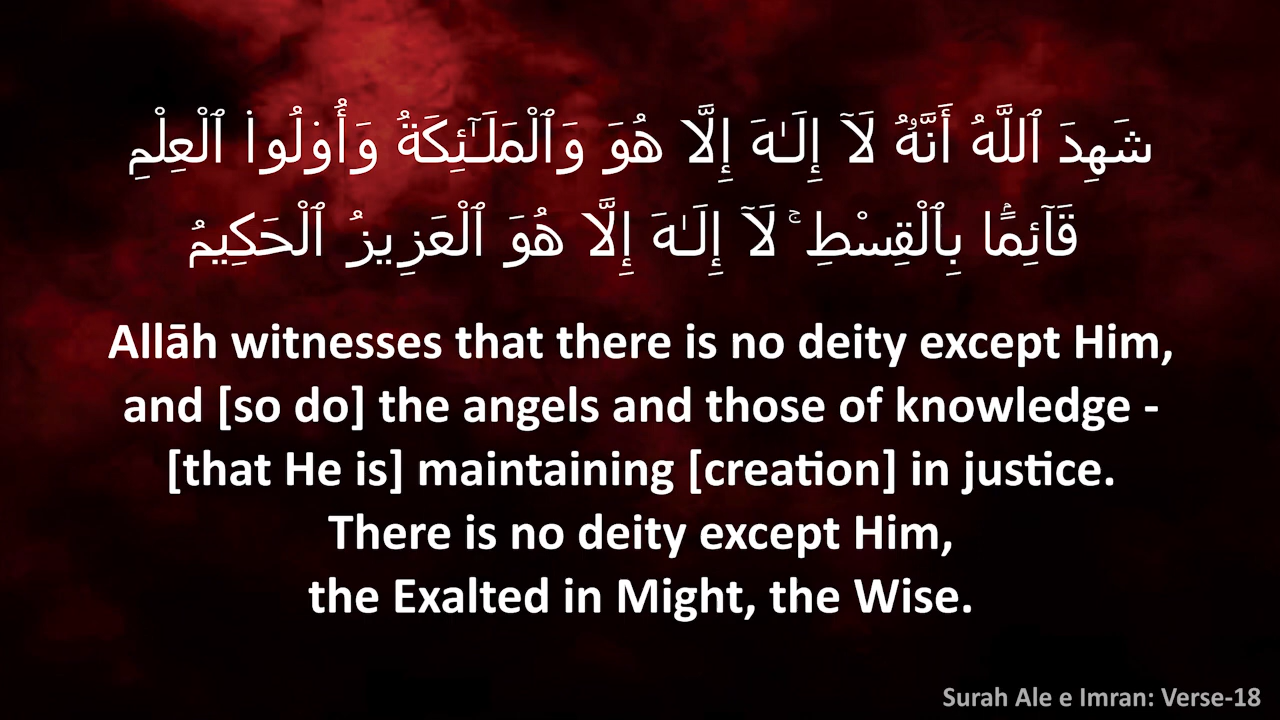 شَهِدَ ٱللَّهُ أَنَّهُۥ لَآ إِلَـٰهَ إِلَّا هُوَ وَٱلْمَلَـٰٓئِكَةُ وَأُو۟لُوا۟ ٱلْعِلْمِ
قَآئِمًۢا بِٱلْقِسْطِ ۚ لَآ إِلَـٰهَ إِلَّا هُوَ ٱلْعَزِيزُ ٱلْحَكِيمُ
Allāh witnesses that there is no deity except Him,
and [so do] the angels and those of knowledge -
[that He is] maintaining [creation] in justice.
There is no deity except Him,
the Exalted in Might, the Wise.
Surah Ale e Imran: Verse-18